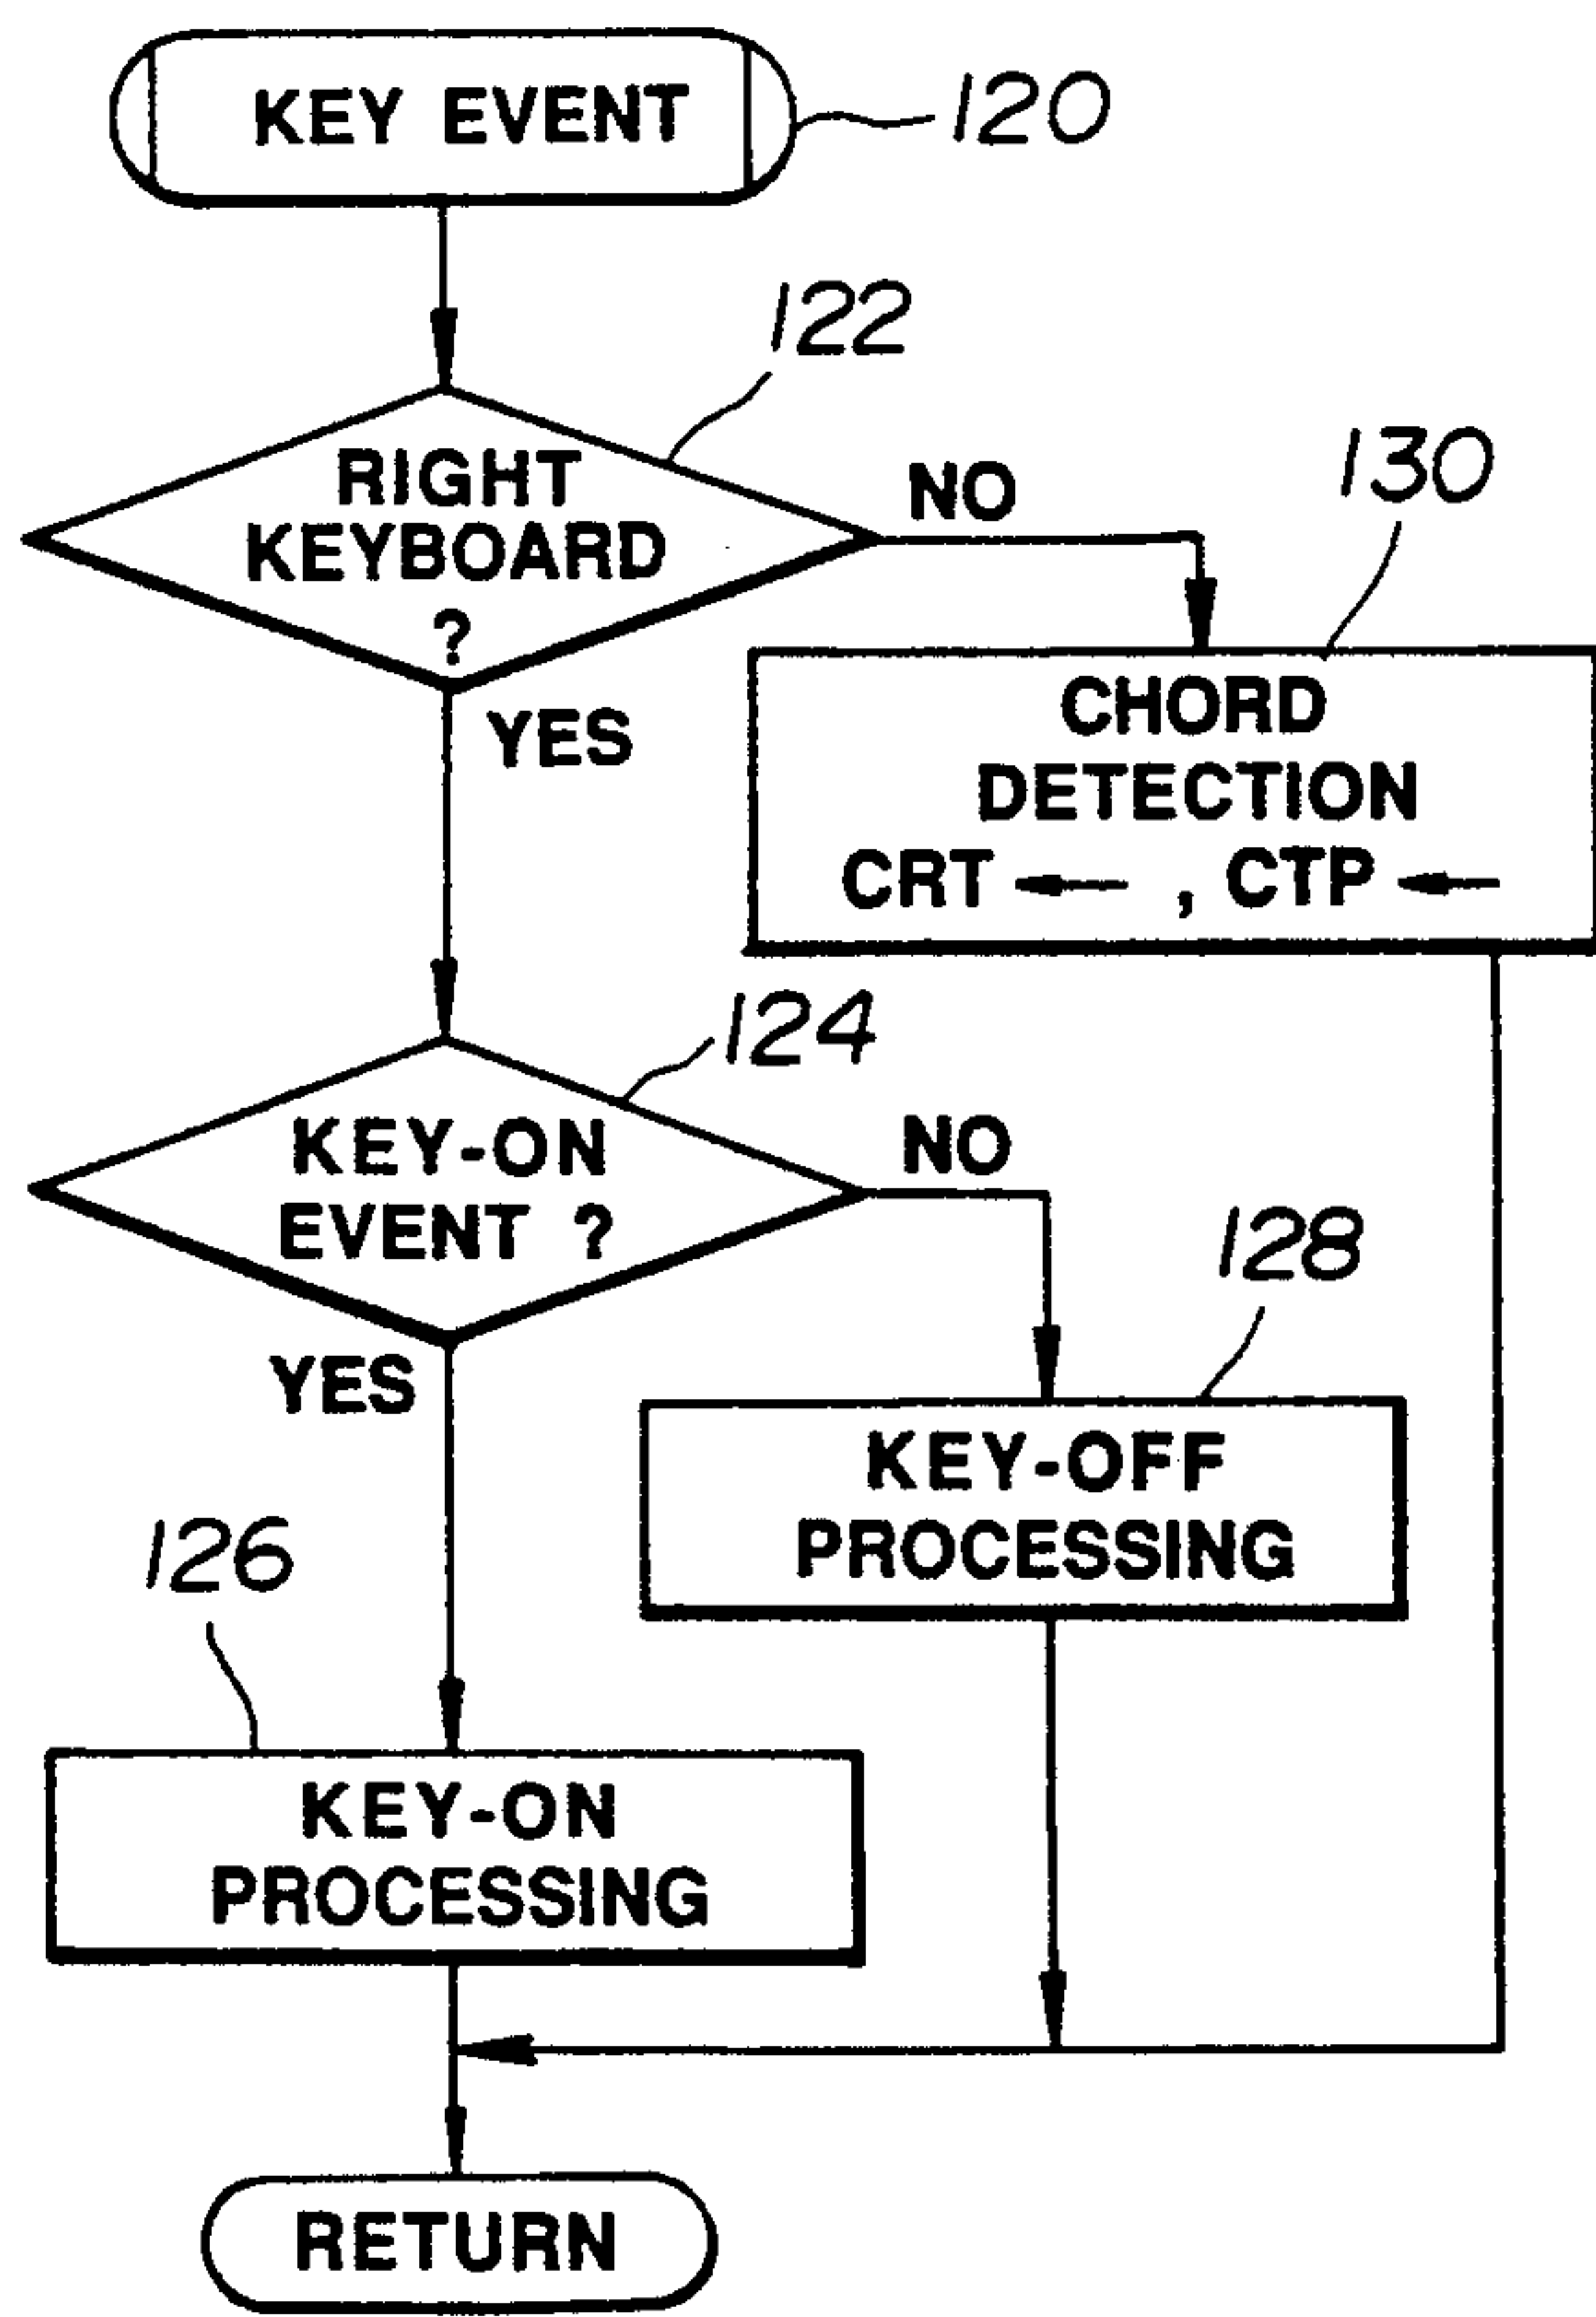 KEY EVENT
120
122
RIGHT
KEYBOARD
?
NO
YES
130
CHORD
DETECTION
CRT ← , CTP ←
124
KEY-ON
EVENT ?
NO
YES
128
KEY-OFF
PROCESSING
126
KEY-ON
PROCESSING
RETURN